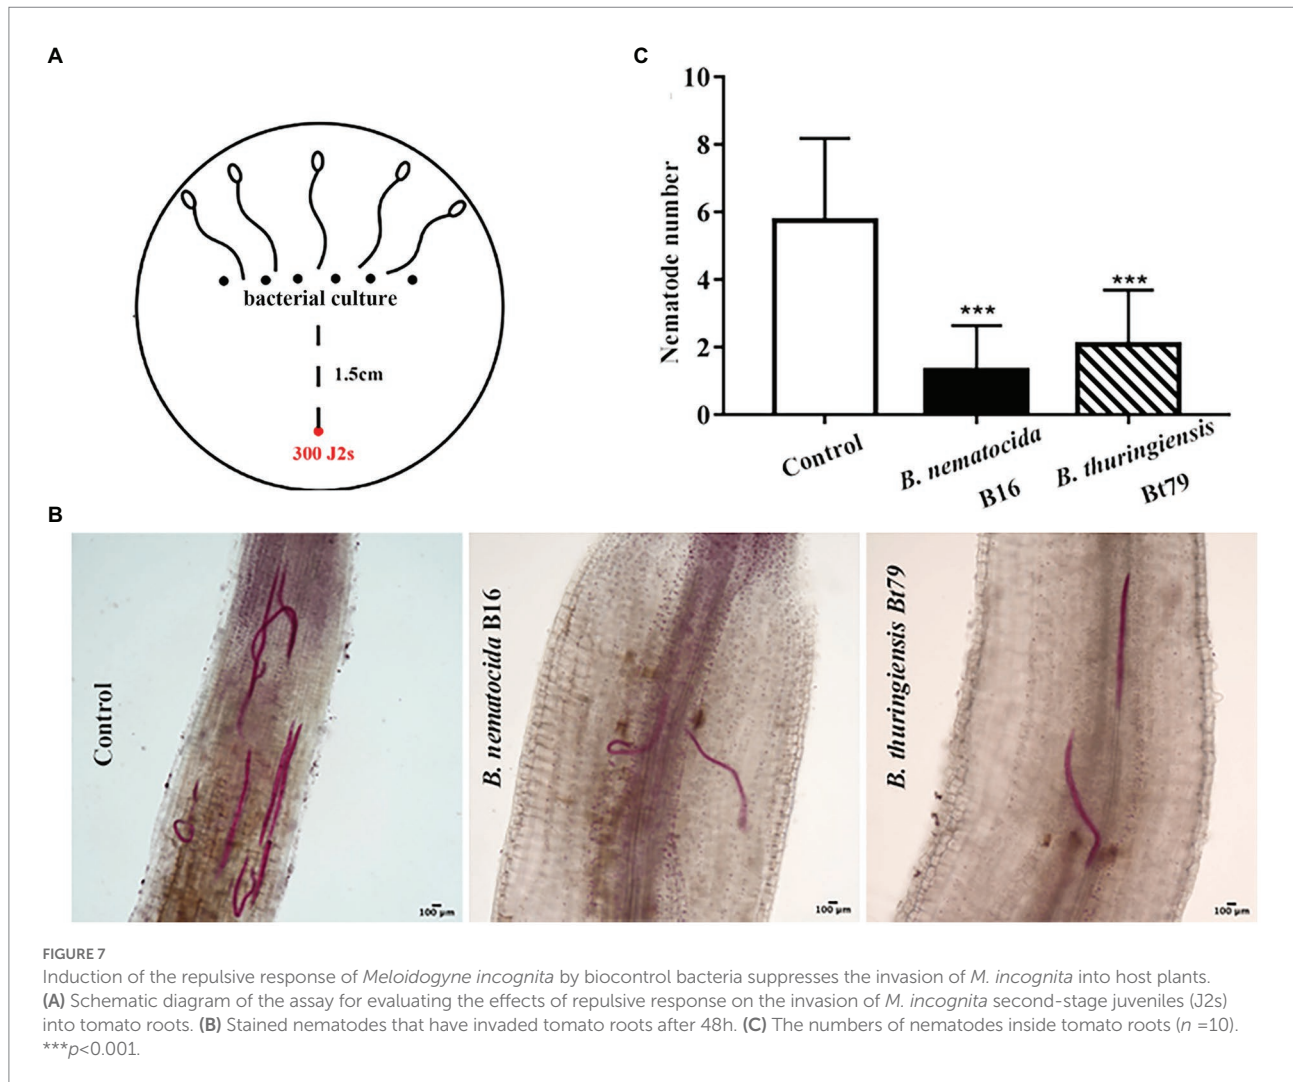 A
bacterial culture
1.5cm
300 J2s
C
10
8
6
4
2
0
Nematode number
***
***
Control
B. nematocida
B16
B. thuringiensis
Bt79
B
Control
B. nematocida B16
B. thuringiensis Bt79
100 µm
100 µm
100 µm
FIGURE 7
Induction of the repulsive response of Meloidogyne incognita by biocontrol bacteria suppresses the invasion of M. incognita into host plants.
(A) Schematic diagram of the assay for evaluating the effects of repulsive response on the invasion of M. incognita second-stage juveniles (J2s)
into tomato roots. (B) Stained nematodes that have invaded tomato roots after 48h. (C) The numbers of nematodes inside tomato roots (n =10).
***p<0.001.